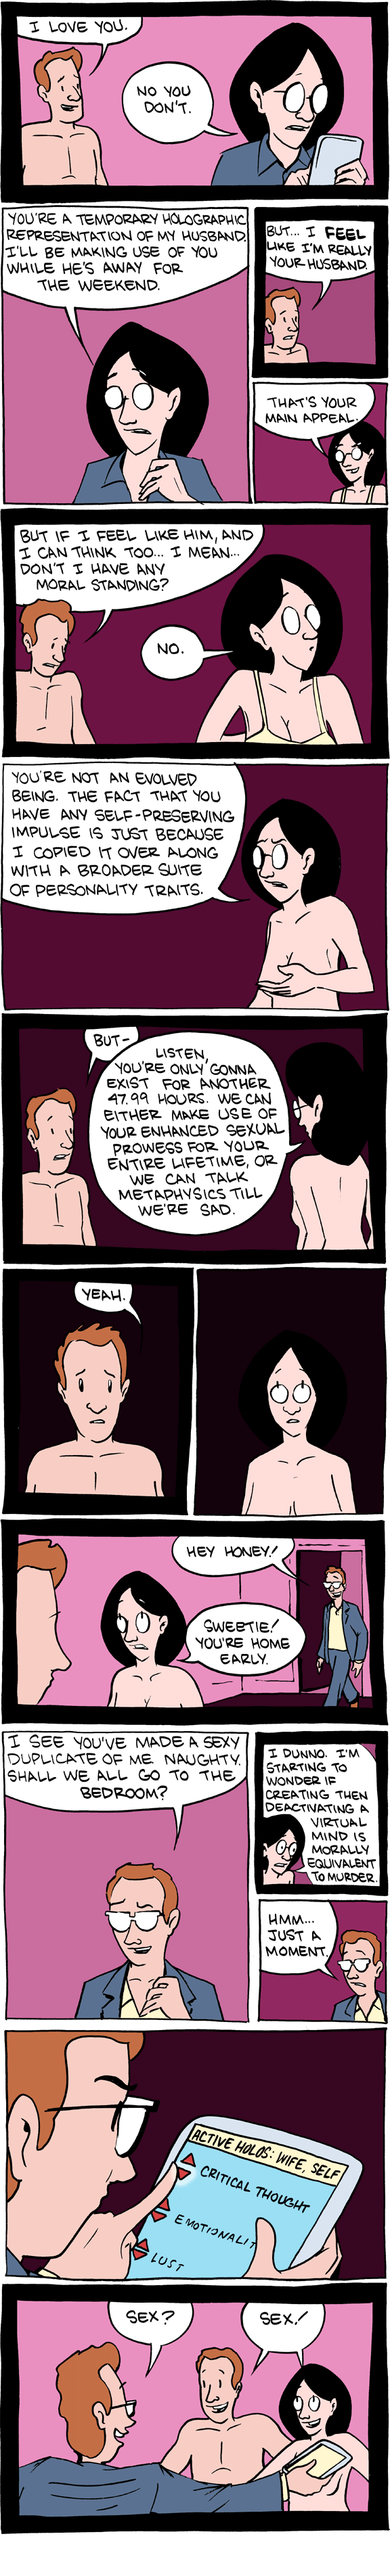 I LOVE YOU.
NO YOU
DON'T.
YOU'RE A TEMPORARY HOLOGRAPHIC
REPRESENTATION OF MY HUSBAND.
I'LL BE MAKING USE OF YOU
WHILE HE'S AWAY FOR
THE WEEKEND.
BUT... I FEEL
LIKE I'M REALLY
YOUR HUSBAND.
THAT'S YOUR
MAIN APPEAL.
BUT IF I FEEL LIKE HIM, AND
I CAN THINK TOO... I MEAN...
DON'T I HAVE ANY
MORAL STANDING?
NO.
YOU'RE NOT AN EVOLVED
BEING. THE FACT THAT YOU
HAVE ANY SELF-PRESERVING
IMPULSE IS JUST BECAUSE
I COPIED IT OVER ALONG
WITH A BROADER SUITE
OF PERSONALITY TRAITS.
BUT-
LISTEN,
YOU'RE ONLY GONNA
EXIST FOR ANOTHER
47.99 HOURS. WE CAN
EITHER MAKE USE OF
YOUR ENHANCED SEXUAL
PROWESS FOR YOUR
ENTIRE LIFETIME, OR
WE CAN TALK
METAPHYSICS TILL
WE'RE SAD.
YEAH.
HEY HONEY!
SWEETIE!
YOU'RE HOME
EARLY.
I SEE YOU'VE MADE A SEXY
DUPLICATE OF ME. NAUGHTY.
SHALL WE ALL GO TO THE
BEDROOM?
I DUNNO. I'M
STARTING TO
WONDER IF
CREATING THEN
DEACTIVATING A
VIRTUAL
MIND IS
MORALLY
EQUIVALENT
TO MURDER.
HMM...
JUST A
MOMENT.
ACTIVE HOLOS: WIFE, SELF
CRITICAL THOUGHT
EMOTIONALIT
LUST
SEX?
SEX!